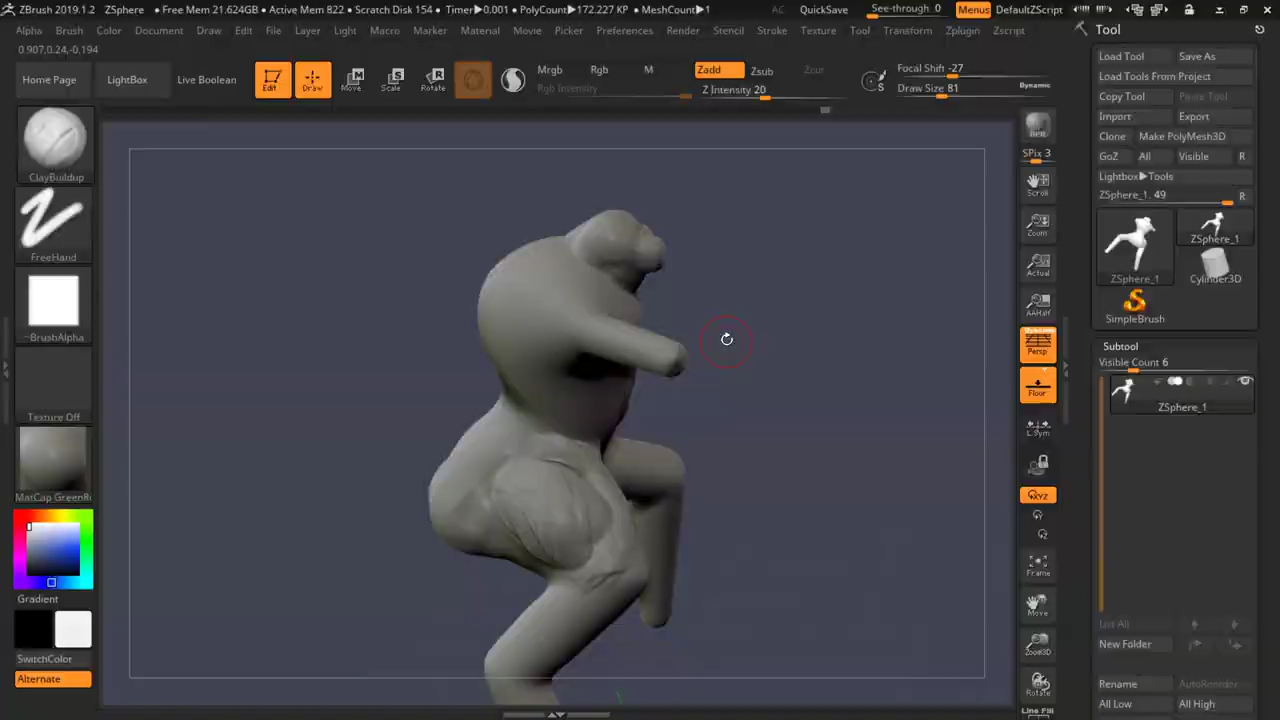 ZBrush 2019.1.2
ZSphere
• Free Mem 21.624GB • Active Mem 822 • Scratch Disk 154 • Timer▶0.001 • PolyCount▶172.227 KP • MeshCount▶1
AC
QuickSave
See-through 0
Menus
DefaultZScript
Alpha Brush Color Document Draw Edit File Layer Light Macro Marker Material Movie Picker Preferences Render Stencil Stroke Texture Tool Transform Zplugin Zscript
0.907,0.24,-0.194
Home Page
LightBox
Live Boolean
Edit
Draw
Move
Scale
Rotate
Mrgb
Rgb
M
Rgb Intensity
Zadd
Zsub
Zcut
Z Intensity 20
Focal Shift -27
Draw Size 81
Dynamic
ClayBuildup
FreeHand
~BrushAlpha
Texture Off
MatCap GreenR
Gradient
SwitchColor
Alternate
BPR
SPix 3
Scroll
Zoom
Actual
AAHalf
Dynamic
Persp
Floor
L.Sym
XYZ
Frame
Move
Zoom3D
Rotate
Line Fill
Tool
Load Tool
Save As
Load Tools From Project
Copy Tool
Paste Tool
Import
Export
Clone
Make PolyMesh3D
GoZ
All
Visible
R
Lightbox▶Tools
ZSphere_1. 49
R
ZSphere_1
ZSphere_1
Cylinder3D
SimpleBrush
Subtool
Visible Count 6
ZSphere_1
List All
New Folder
Rename
AutoReorder
All Low
All High